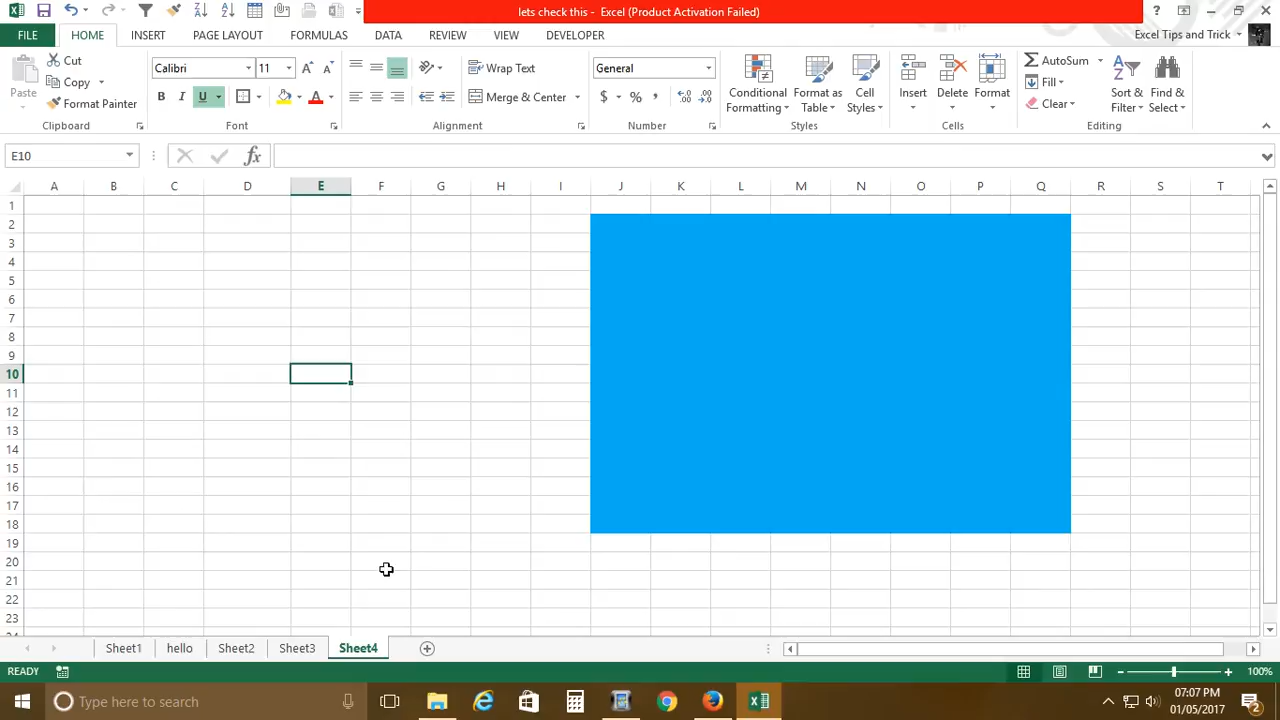 lets check this - Excel (Product Activation Failed)
?
FILE HOME INSERT PAGE LAYOUT FORMULAS DATA REVIEW VIEW DEVELOPER Excel Tips and Trick
Paste
Cut
Copy
Format Painter
Clipboard
Calibri 11
B I U
Font
Wrap Text
Merge & Center
Alignment
General
$ % ,
Number
Conditional Formatting
Format as Table
Cell Styles
Styles
Insert
Delete
Format
Cells
AutoSum
Fill
Clear
Sort & Filter
Find & Select
Editing
E10
fx
A B C D E F G H I J K L M N O P Q R S T
1
2
3
4
5
6
7
8
9
10
11
12
13
14
15
16
17
18
19
20
21
22
23
24
Sheet1 hello Sheet2 Sheet3 Sheet4
READY 100%
Type here to search
07:07 PM
01/05/2017
2